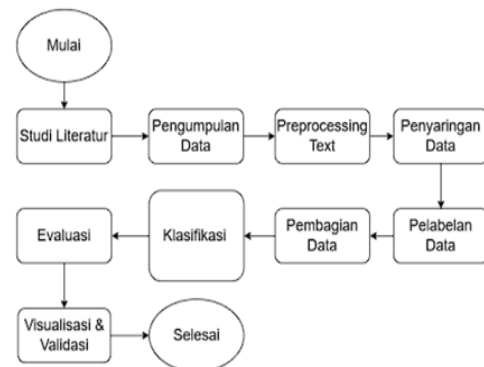 Mulai
Studi Literatur
Pengumpulan
Data
Preprocessing
Text
Penyaringan
Data
Pelabelan
Data
Pembagian
Data
Klasifikasi
Evaluasi
Visualisasi &
Validasi
Selesai